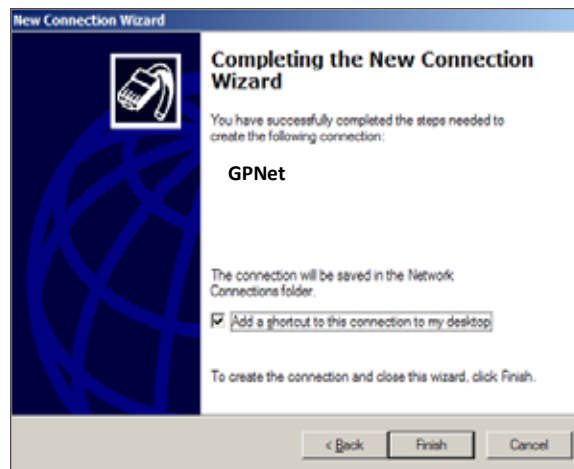 New Connection Wizard
Completing the New Connection
Wizard
You have successfully completed the steps needed to
create the following connection:
GPNet
The connection will be saved in the Network
Connections folder.
Add a shortcut to this connection to my desktop
To create the connection and close this wizard, click Finish.
< Back Finish Cancel